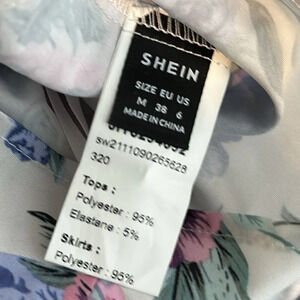 SHEIN
SIZE EU US
M 38 6
MADE IN CHINA
sw2111090265628
320
Tops :
Polyester : 95%
Elastane : 5%
Skirts :
Polyester : 95%